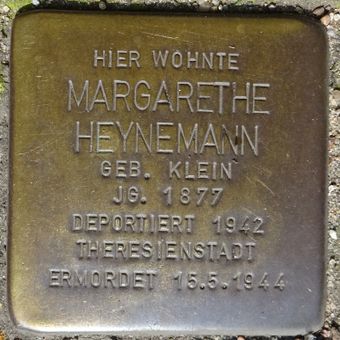 HIER WOHNTE
MARGARETHE
HEYNEMANN
GEB. KLEIN
JG. 1877
DEPORTIERT 1942
THERESIENSTADT
ERMORDET 15.5.1944